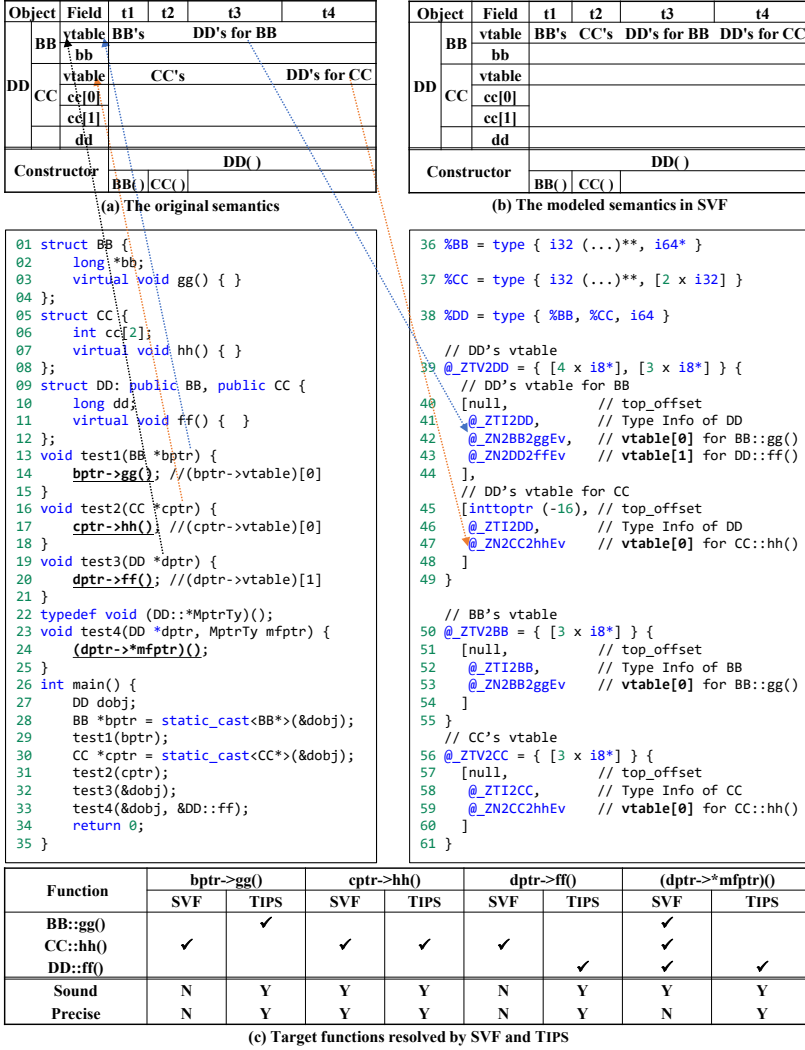 Object Field t1 t2 t3 t4
DD BB vtable BB's DD's for BB
bb
CC vtable CC's DD's for CC
cc[0]
cc[1]
dd
Constructor DD( )
BB( ) CC( )
(a) The original semantics
Object Field t1 t2 t3 t4
DD BB vtable BB's CC's DD's for BB DD's for CC
bb
CC vtable
cc[0]
cc[1]
dd
Constructor DD( )
BB( ) CC( )
(b) The modeled semantics in SVF
01 struct BB {
02 long *bb;
03 virtual void gg() { }
04 };
05 struct CC {
06 int cc[2];
07 virtual void hh() { }
08 };
09 struct DD: public BB, public CC {
10 long dd;
11 virtual void ff() { }
12 };
13 void test1(BB *bptr) {
14 bptr->gg(); //(bptr->vtable)[0]
15 }
16 void test2(CC *cptr) {
17 cptr->hh(); //(cptr->vtable)[0]
18 }
19 void test3(DD *dptr) {
20 dptr->ff(); //(dptr->vtable)[1]
21 }
22 typedef void (DD::*MptrTy)();
23 void test4(DD *dptr, MptrTy mfptr) {
24 (dptr->*mfptr)();
25 }
26 int main() {
27 DD dobj;
28 BB *bptr = static_cast<BB*>(&dobj);
29 test1(bptr);
30 CC *cptr = static_cast<CC*>(&dobj);
31 test2(cptr);
32 test3(&dobj);
33 test4(&dobj, &DD::ff);
34 return 0;
35 }
36 %BB = type { i32 (...)**, i64* }
37 %CC = type { i32 (...)**, [2 x i32] }
38 %DD = type { %BB, %CC, i64 }
// DD’s vtable
39 @_ZTV2DD = { [4 x i8*], [3 x i8*] } {
// DD’s vtable for BB
40 [null, // top_offset
41 @_ZTI2DD, // Type Info of DD
42 @_ZN2BB2ggEv, // vtable[0] for BB::gg()
43 @_ZN2DD2ffEv // vtable[1] for DD::ff()
44 ],
// DD’s vtable for CC
45 [inttoptr (-16), // top_offset
46 @_ZTI2DD, // Type Info of DD
47 @_ZN2CC2hhEv // vtable[0] for CC::hh()
48 ]
49 }
// BB’s vtable
50 @_ZTV2BB = { [3 x i8*] } {
51 [null, // top_offset
52 @_ZTI2BB, // Type Info of BB
53 @_ZN2BB2ggEv // vtable[0] for BB::gg()
54 ]
55 }
// CC’s vtable
56 @_ZTV2CC = { [3 x i8*] } {
57 [null, // top_offset
58 @_ZTI2CC, // Type Info of CC
59 @_ZN2CC2hhEv // vtable[0] for CC::hh()
60 ]
61 }
Function bptr->gg() cptr->hh() dptr->ff() (dptr->*mfptr)()
SVF TIPS SVF TIPS SVF TIPS SVF TIPS
BB::gg() ✓ ✓
CC::hh() ✓ ✓ ✓ ✓ ✓
DD::ff() ✓ ✓ ✓
Sound N Y Y Y N Y Y Y
Precise N Y Y Y N Y N Y
(c) Target functions resolved by SVF and TIPS